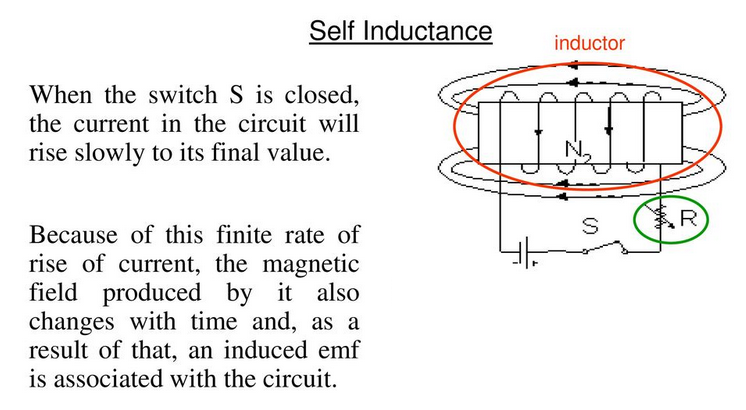 Self Inductance
inductor
When the switch S is closed,
the current in the circuit will
rise slowly to its final value.
N2
R
S
Because of this finite rate of
rise of current, the magnetic
field produced by it also
changes with time and, as a
result of that, an induced emf
is associated with the circuit.